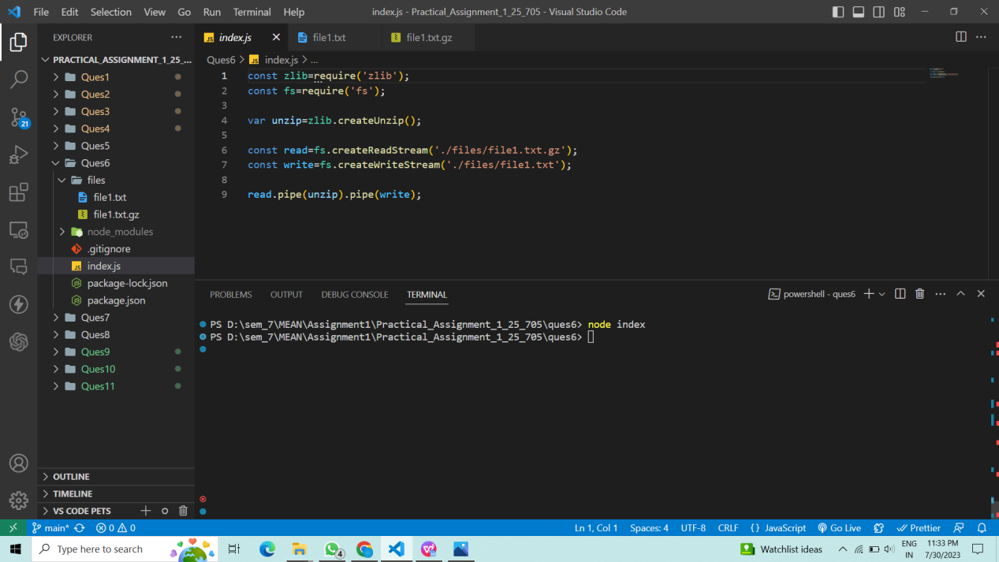 File Edit Selection View Go Run Terminal Help index.js - Practical_Assignment_1_25_705 - Visual Studio Code
EXPLORER ...
index.js file1.txt file1.txt.gz
PRACTICAL_ASSIGNMENT_1_25_...
Ques6 > index.js > ...
Ques1
Ques2
Ques3
Ques4
Ques5
Ques6
files
file1.txt
file1.txt.gz
node_modules
.gitignore
index.js
package-lock.json
package.json
Ques7
Ques8
Ques9
Ques10
Ques11
OUTLINE
TIMELINE
VS CODE PETS
21
1 const zlib=require('zlib');
2 const fs=require('fs');
3
4 var unzip=zlib.createUnzip();
5
6 const read=fs.createReadStream('./files/file1.txt.gz');
7 const write=fs.createWriteStream('./files/file1.txt');
8
9 read.pipe(unzip).pipe(write);
PROBLEMS OUTPUT DEBUG CONSOLE TERMINAL powershell - ques6
PS D:\sem_7\MEAN\Assignment1\Practical_Assignment_1_25_705\ques6> node index
PS D:\sem_7\MEAN\Assignment1\Practical_Assignment_1_25_705\ques6>
main* 0 0 Ln 1, Col 1 Spaces: 4 UTF-8 CRLF {} JavaScript Go Live Prettier
Type here to search 4 Watchlist ideas ENG IN 11:33 PM 7/30/2023